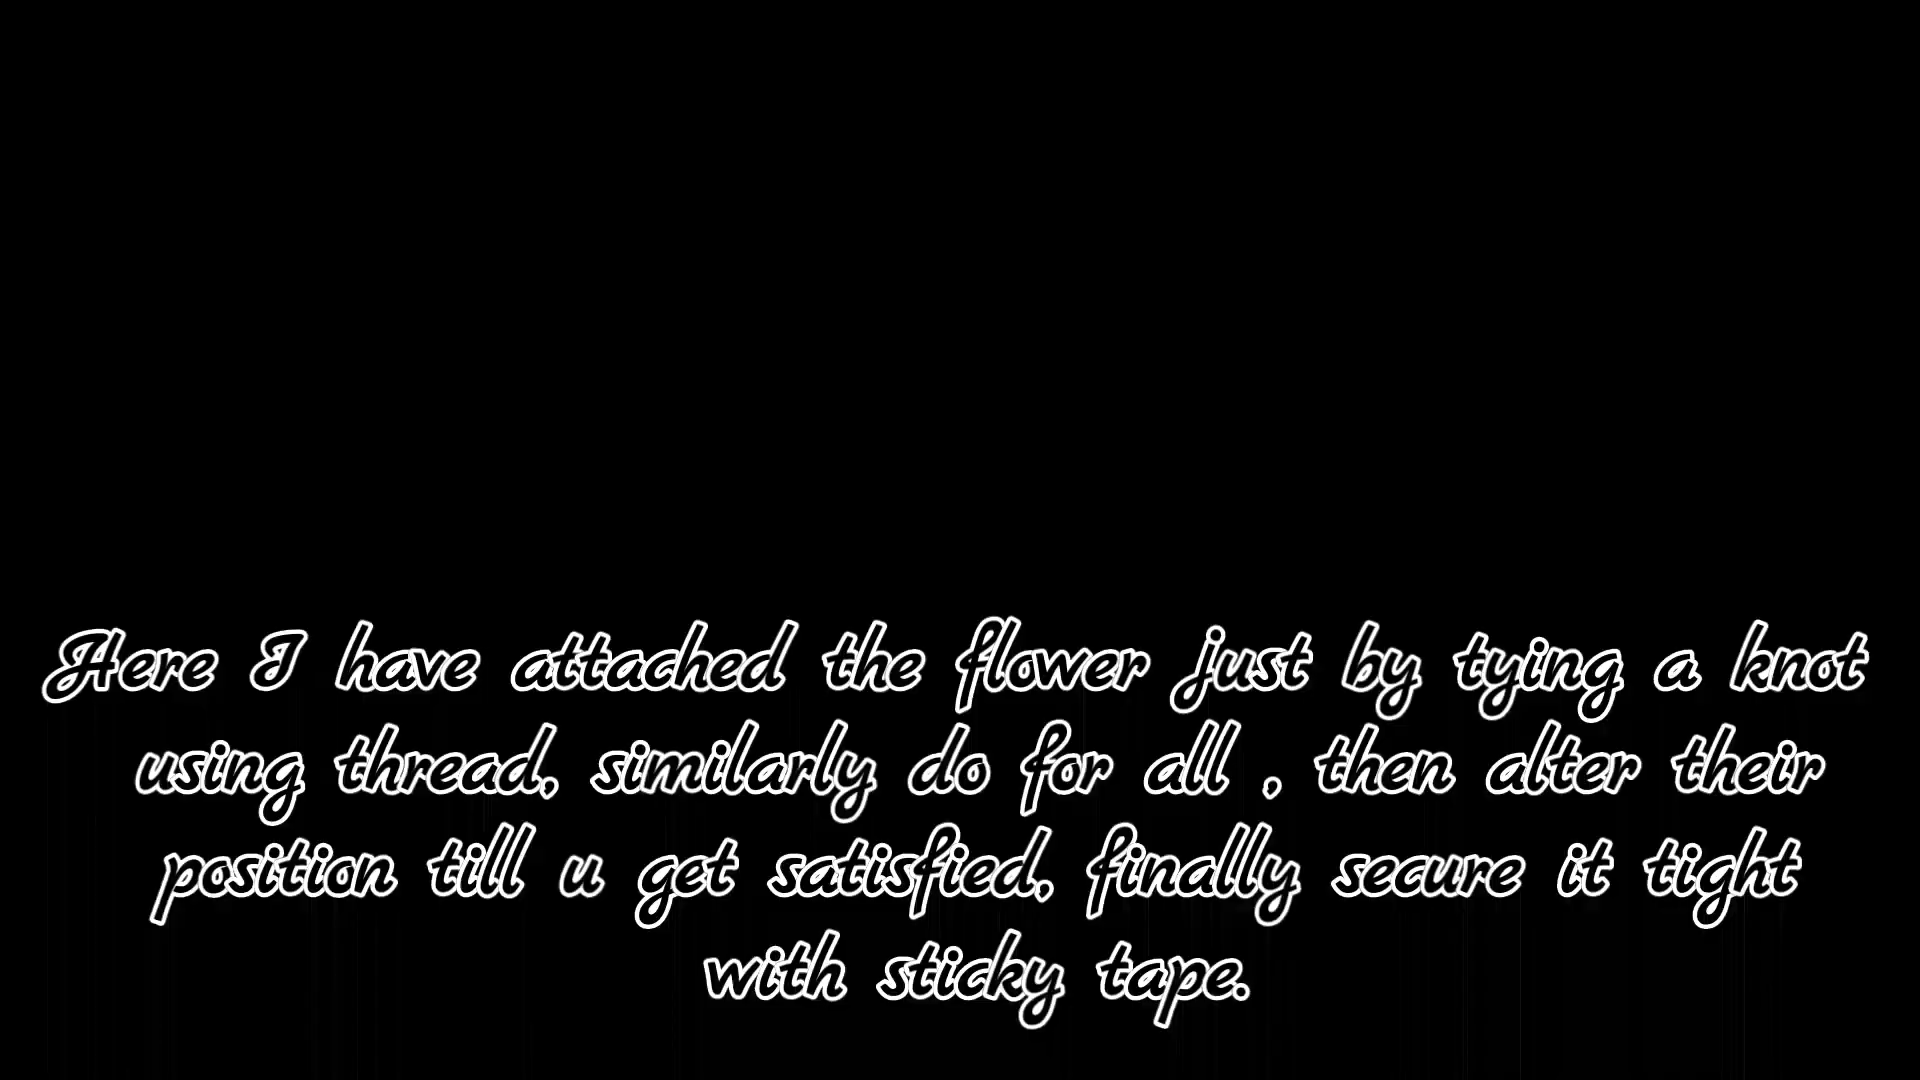 Here I have attached the flower just by tying a knot
using thread, similarly do for all , then alter their
position till u get satisfied, finally secure it tight
with sticky tape.